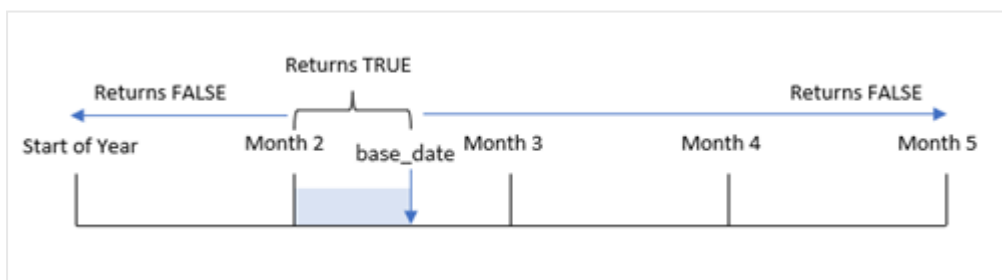 Returns TRUE
Returns FALSE
Returns FALSE
Start of Year
Month 2
base_date
Month 3
Month 4
Month 5